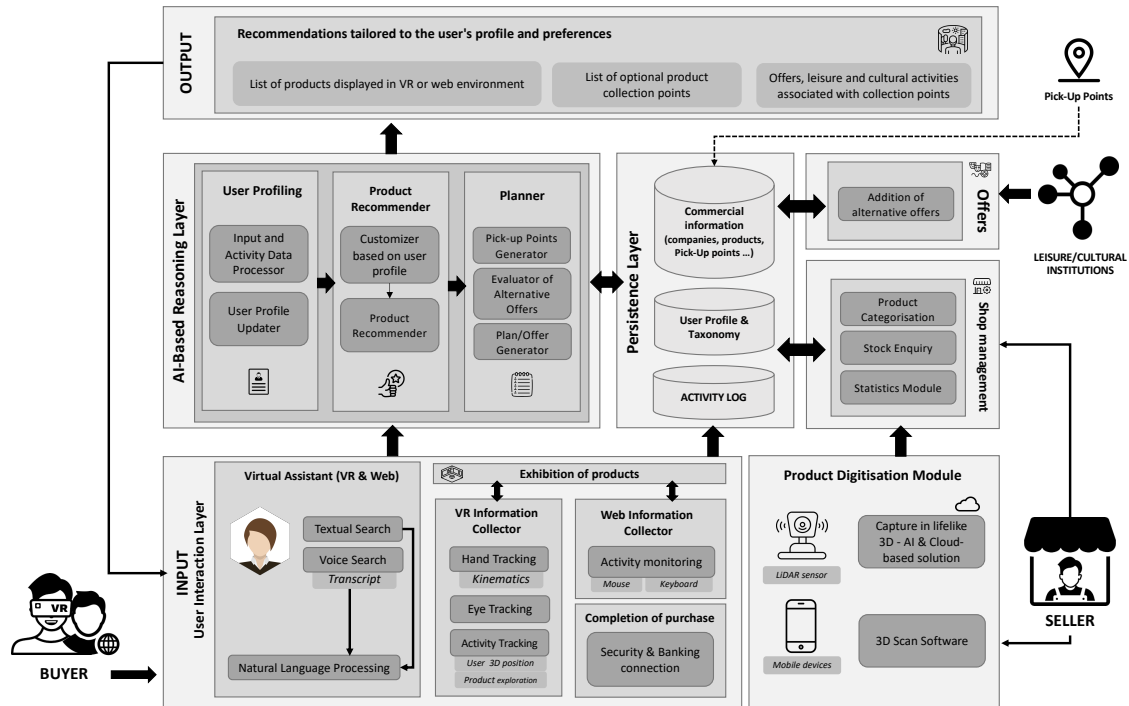 OUTPUT
Recommendations tailored to the user's profile and preferences
List of products displayed in VR or web environment
List of optional product
collection points
Offers, leisure and cultural activities
associated with collection points
Pick-Up Points
AI-Based Reasoning Layer
User Profiling
Input and
Activity Data
Processor
User Profile
Updater
Product
Recommender
Customizer
based on user
profile
Product
Recommender
Planner
Pick-up Points
Generator
Evaluator of
Alternative
Offers
Plan/Offer
Generator
Persistence Layer
Commercial
information
(companies, products,
Pick-Up points ...)
User Profile &
Taxonomy
ACTIVITY LOG
Addition of
alternative offers
Offers
LEISURE/CULTURAL
INSTITUTIONS
Product
Categorisation
Stock Enquiry
Statistics Module
Shop management
INPUT
User Interaction Layer
Virtual Assistant (VR & Web)
Textual Search
Voice Search
Transcript
Natural Language Processing
Exhibition of products
VR Information
Collector
Hand Tracking
Kinematics
Eye Tracking
Activity Tracking
User 3D position
Product exploration
Web Information
Collector
Activity monitoring
Mouse
Keyboard
Completion of purchase
Security & Banking
connection
Product Digitisation Module
LiDAR sensor
Capture in lifelike
3D - AI & Cloud-
based solution
Mobile devices
3D Scan Software
VR
BUYER
SELLER